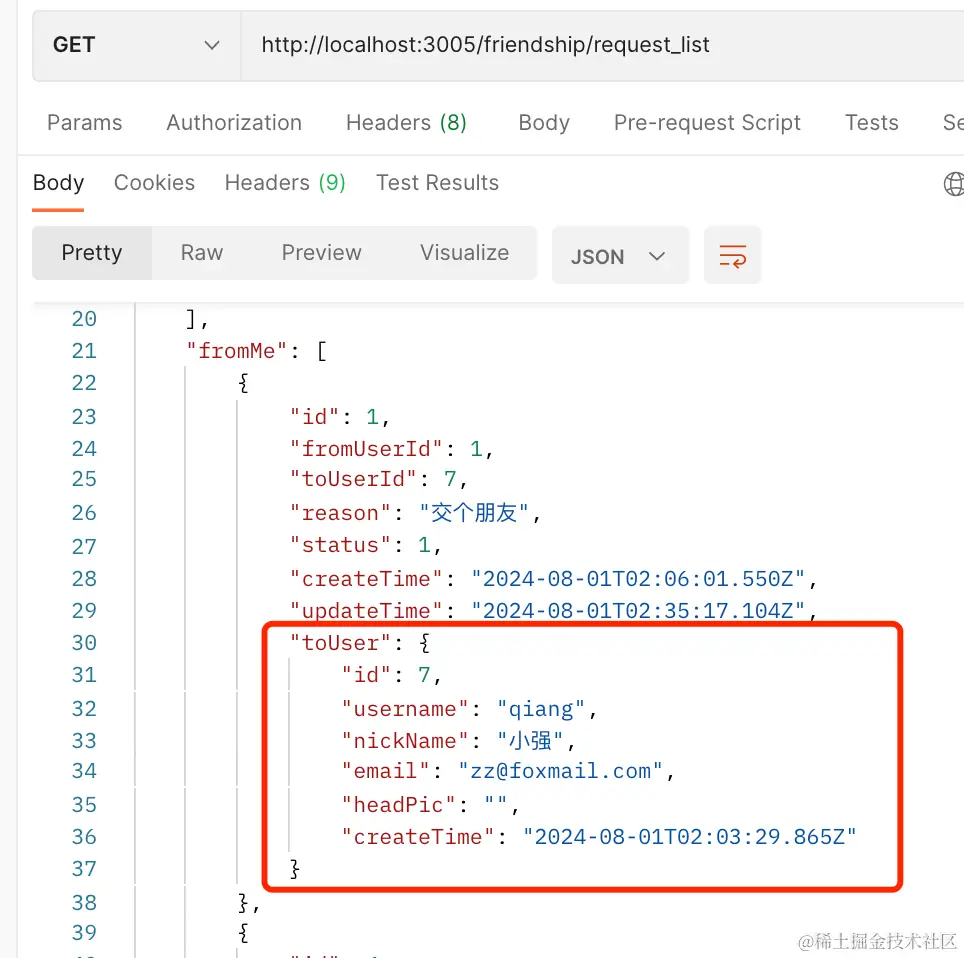 GET http://localhost:3005/friendship/request_list
Params Authorization Headers (8) Body Pre-request Script Tests Se
Body Cookies Headers (9) Test Results
Pretty Raw Preview Visualize JSON
20 ],
21 "fromMe": [
22 {
23 "id": 1,
24 "fromUserId": 1,
25 "toUserId": 7,
26 "reason": "交个朋友",
27 "status": 1,
28 "createTime": "2024-08-01T02:06:01.550Z",
29 "updateTime": "2024-08-01T02:35:17.104Z",
30 "toUser": {
31 "id": 7,
32 "username": "qiang",
33 "nickName": "小强",
34 "email": "zz@foxmail.com",
35 "headPic": "",
36 "createTime": "2024-08-01T02:03:29.865Z"
37 }
38 },
39 {
@稀土掘金技术社区